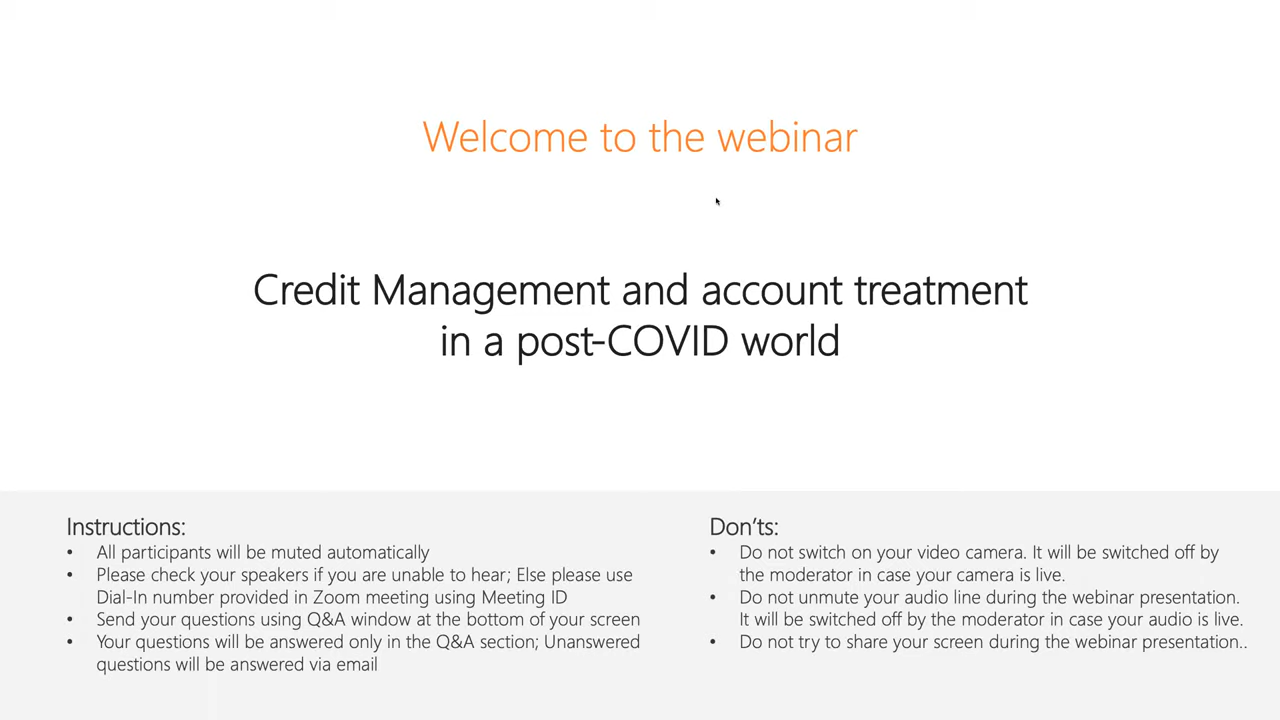 Welcome to the webinar
Credit Management and account treatment
in a post-COVID world
Instructions:
• All participants will be muted automatically
• Please check your speakers if you are unable to hear; Else please use
Dial-In number provided in Zoom meeting using Meeting ID
• Send your questions using Q&A window at the bottom of your screen
• Your questions will be answered only in the Q&A section; Unanswered
questions will be answered via email
Don'ts:
• Do not switch on your video camera. It will be switched off by
the moderator in case your camera is live.
• Do not unmute your audio line during the webinar presentation.
It will be switched off by the moderator in case your audio is live.
• Do not try to share your screen during the webinar presentation..